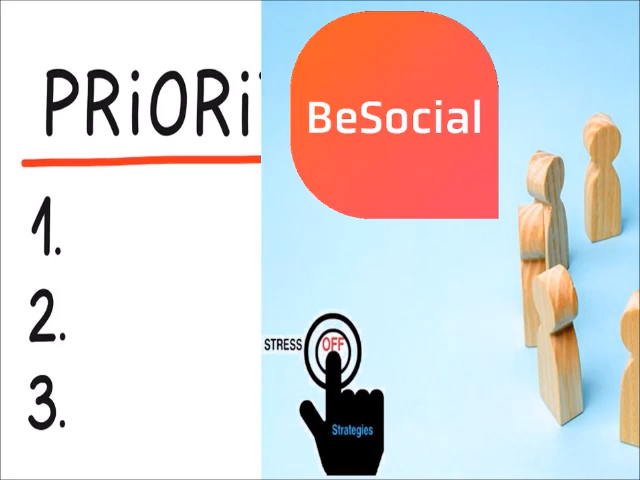 PRiORi
1.
2.
3.
BeSocial
STRESS OFF
Strategies